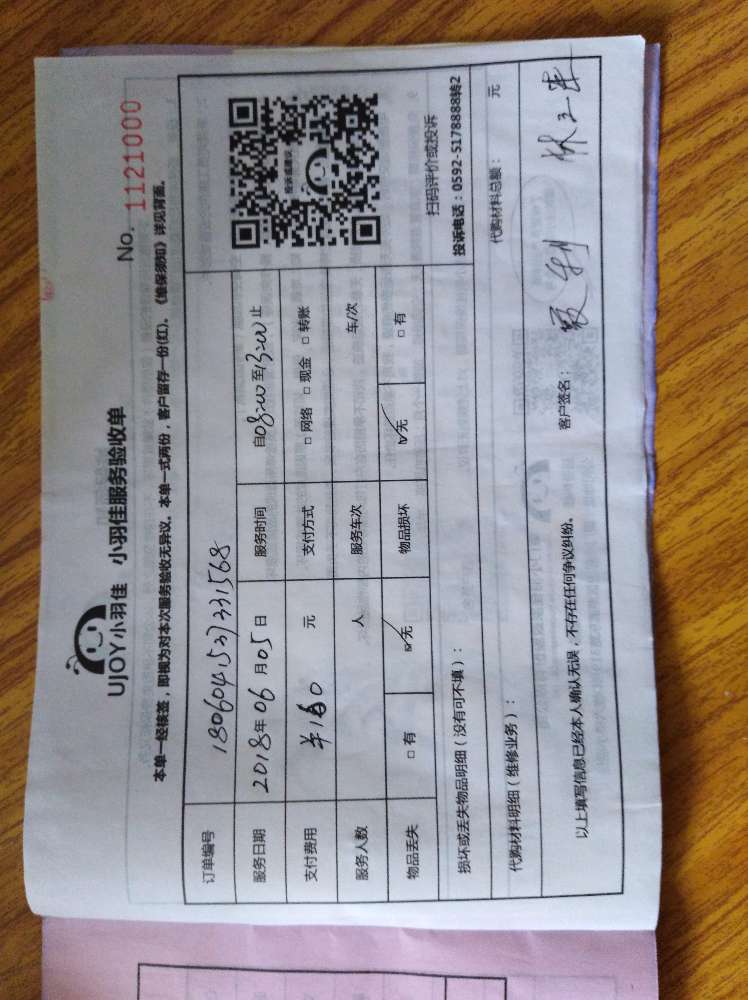 UJOY小羽佳 小羽佳服务验收单
No. 1121000
本单一经核签，即视为对本次服务验收无异议。本单一式两份，客户留存一份(红)。《维保须知》详见背面。
订单编号 1806041537331568
服务日期 2018年06月05日 服务时间 自08:00至12:00止
支付费用 元 支付方式 □网络 □现金 □转账
服务人数 人 服务车次 车/次
物品丢失 □有 ☑无 物品损坏 ☑无 □有
投诉或建议
扫码评价或投诉
投诉电话：0592-5178888转2
损坏或丢失物品明细（没有可不填）：
代购材料明细（维修业务）： 代购材料总额： 元
以上填写信息已经本人确认无误，不存在任何争议纠纷。 客户签名：